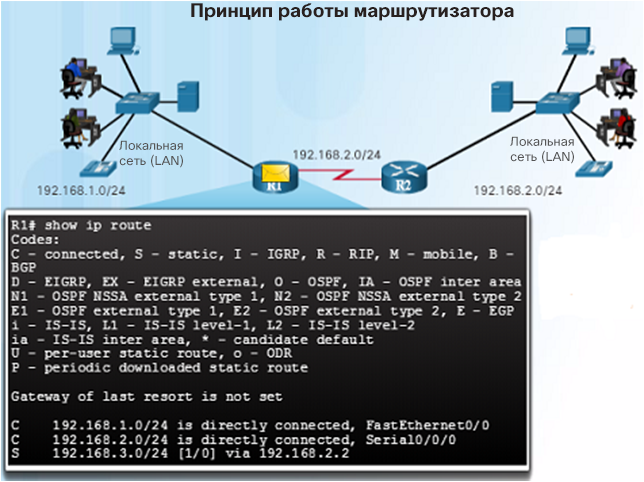 Принцип работы маршрутизатора
Локальная
сеть (LAN)
192.168.1.0/24
192.168.2.0/24
R1
R2
Локальная
сеть (LAN)
192.168.2.0/24
R1# show ip route
Codes:
C - connected, S - static, I - IGRP, R - RIP, M - mobile, B -
BGP
D - EIGRP, EX - EIGRP external, O - OSPF, IA - OSPF inter area
N1 - OSPF NSSA external type 1, N2 - OSPF NSSA external type 2
E1 - OSPF external type 1, E2 - OSPF external type 2, E - EGP
i - IS-IS, L1 - IS-IS level-1, L2 - IS-IS level-2
ia - IS-IS inter area, * - candidate default
U - per-user static route, o - ODR
P - periodic downloaded static route
Gateway of last resort is not set
C 192.168.1.0/24 is directly connected, FastEthernet0/0
C 192.168.2.0/24 is directly connected, Serial0/0/0
S 192.168.3.0/24 [1/0] via 192.168.2.2